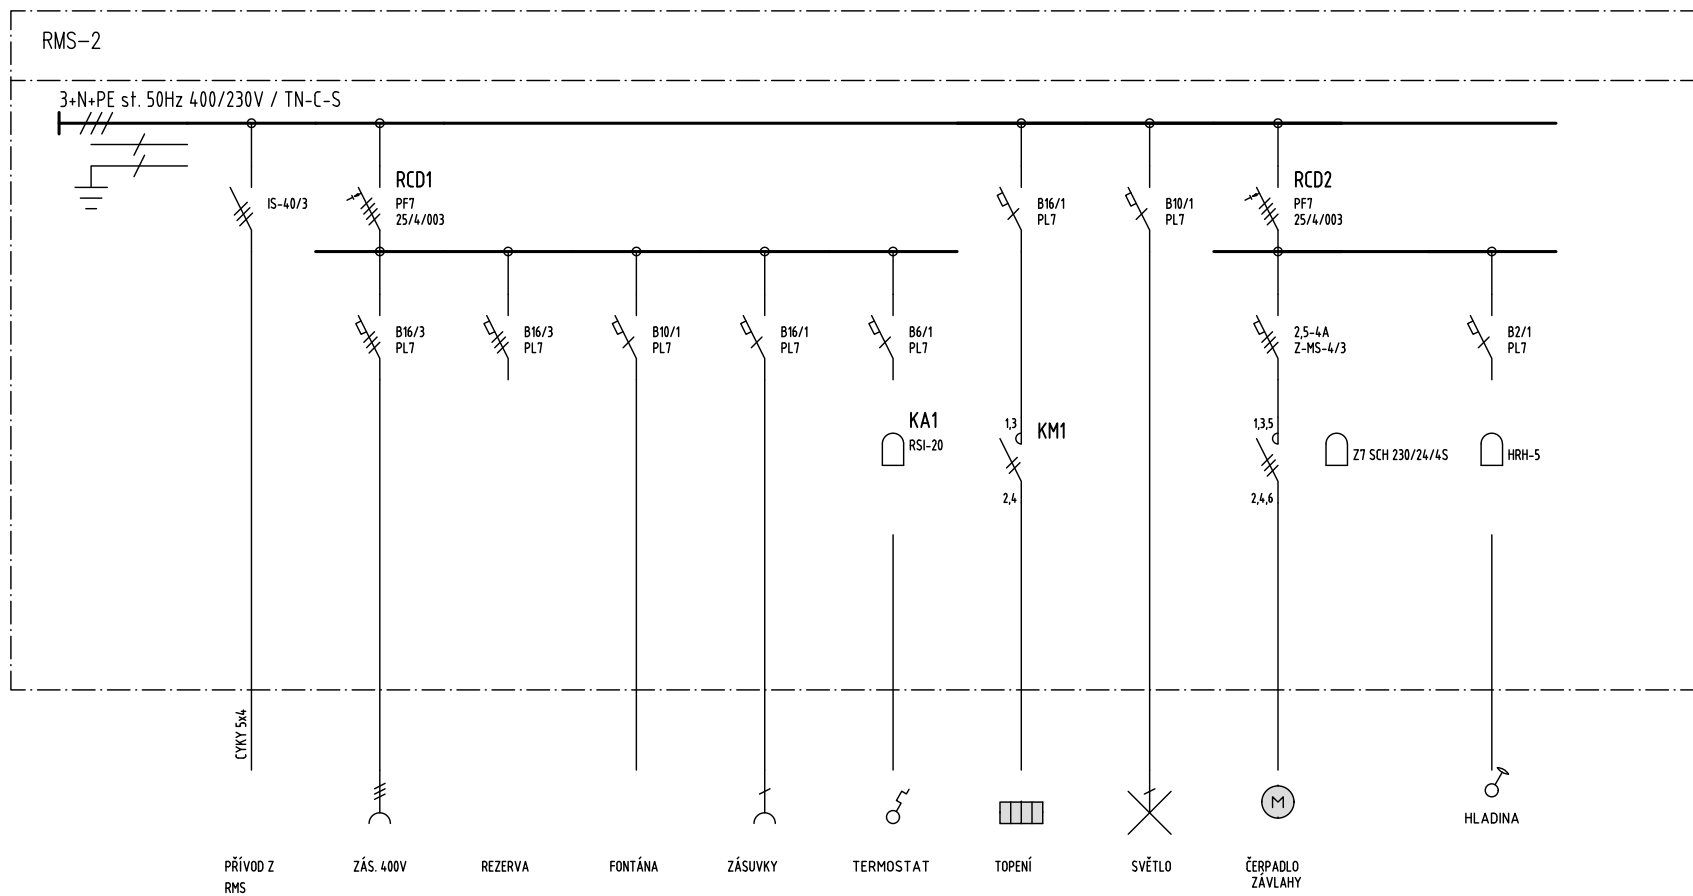 RMS-2
3+N+PE st. 50Hz 400/230V / TN-C-S
IS-40/3
RCD1
PF7
25/4/003
B16/1
PL7
B10/1
PL7
RCD2
PF7
25/4/003
B16/3
PL7
B16/3
PL7
B10/1
PL7
B16/1
PL7
B6/1
PL7
2,5-4A
Z-MS-4/3
B2/1
PL7
KA1
RSI-20
1,3
KM1
2,4
1,3,5
2,4,6
Z7 SCH 230/24/4S
HRH-5
CYKY 5x4
M
HLADINA
PŘÍVOD Z
RMS
ZÁS. 400V
REZERVA
FONTÁNA
ZÁSUVKY
TERMOSTAT
TOPENÍ
SVĚTLO
ČERPADLO
ZÁVLAHY